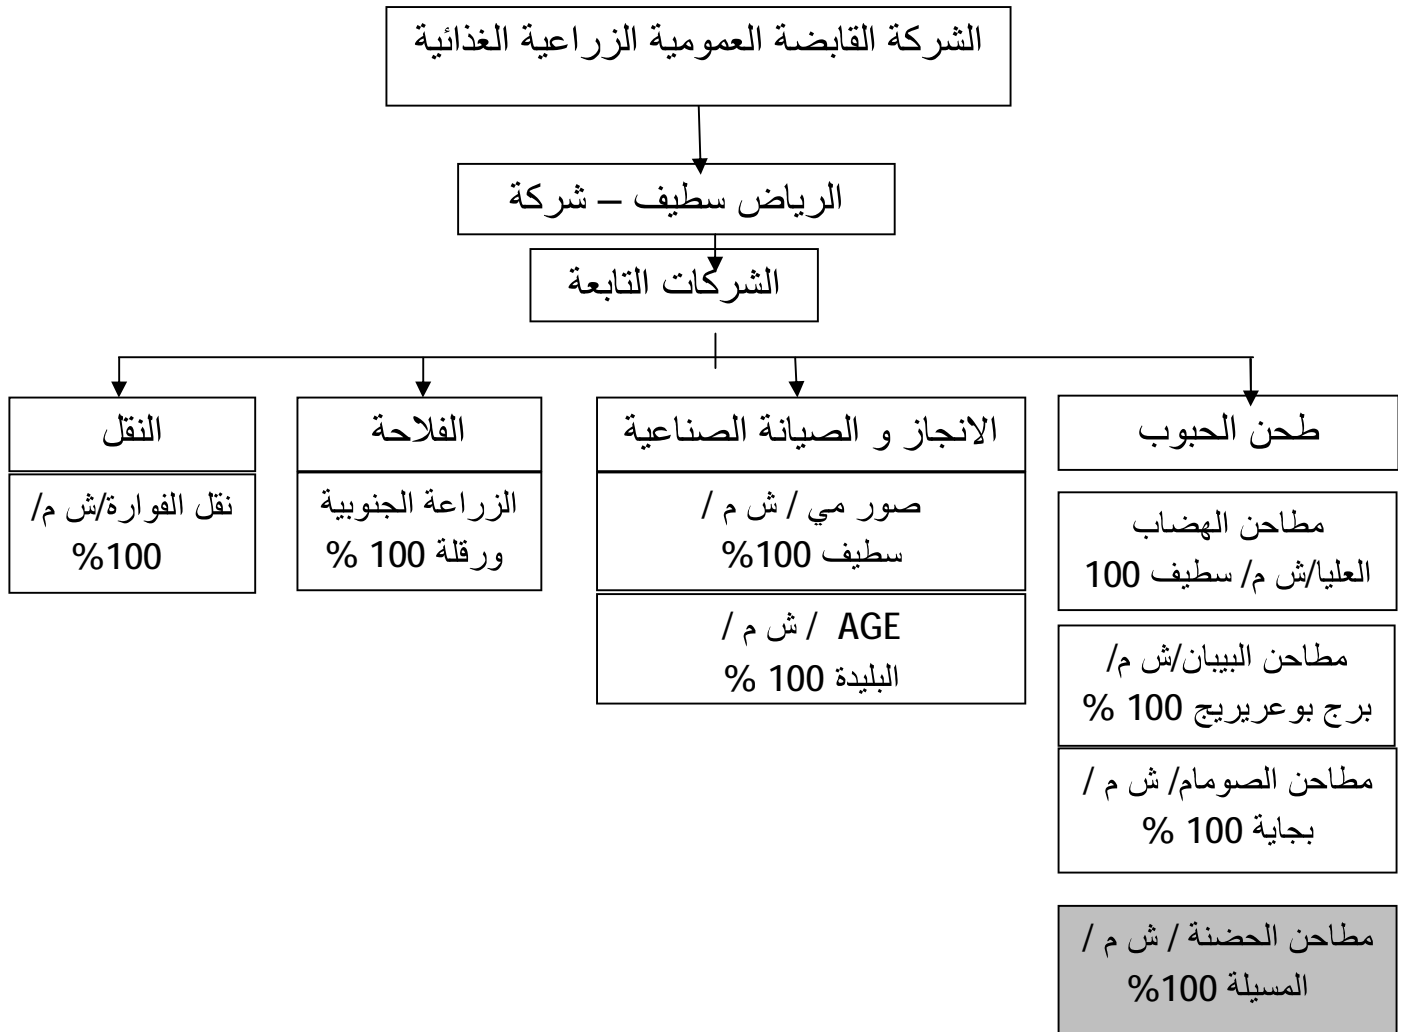 الشركة القابضة العمومية الزراعية الغذائية
الرياض سطيف – شركة
الشركات التابعة
طحن الحبوب
مطاحن الهضاب
العليا/ش م/ سطيف 100
مطاحن البيبان/ش م/
برج بوعريريج 100 %
مطاحن الصومام/ ش م /
بجاية 100 %
مطاحن الحضنة / ش م /
المسيلة 100%
الانجاز و الصيانة الصناعية
صور مي / ش م /
سطيف 100%
AGE / ش م /
البليدة 100 %
الفلاحة
الزراعة الجنوبية
ورقلة 100 %
النقل
نقل الفوارة/ش م/
100%